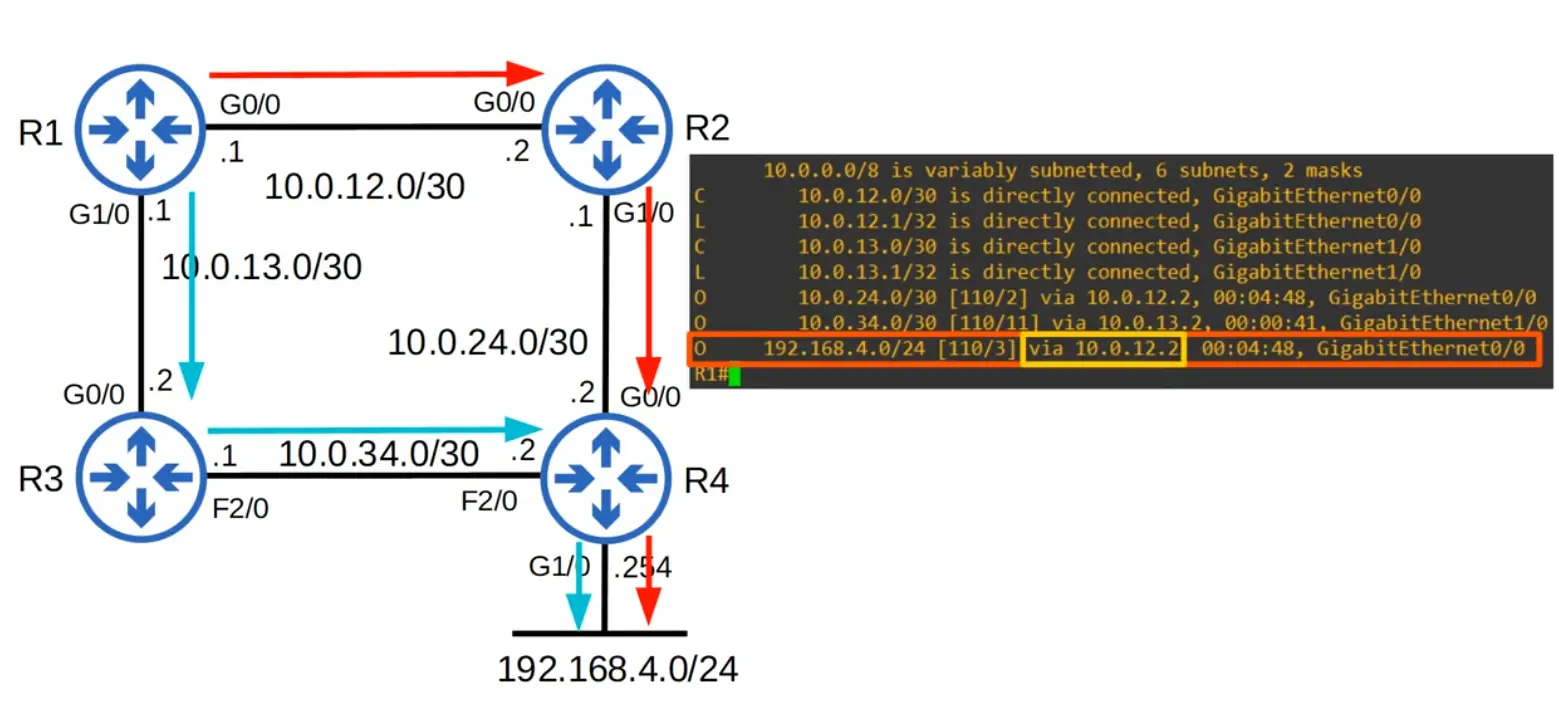 R1
G0/0
G0/0
R2
.1
.2
10.0.12.0/30
G1/0
.1
.1
G1/0
10.0.13.0/30
10.0.24.0/30
G0/0
.2
.2
G0/0
R3
.1
10.0.34.0/30
.2
R4
F2/0
F2/0
G1/0
.254
192.168.4.0/24
10.0.0.0/8 is variably subnetted, 6 subnets, 2 masks
C 10.0.12.0/30 is directly connected, GigabitEthernet0/0
L 10.0.12.1/32 is directly connected, GigabitEthernet0/0
C 10.0.13.0/30 is directly connected, GigabitEthernet1/0
L 10.0.13.1/32 is directly connected, GigabitEthernet1/0
O 10.0.24.0/30 [110/2] via 10.0.12.2, 00:04:48, GigabitEthernet0/0
O 10.0.34.0/30 [110/11] via 10.0.13.2, 00:00:41, GigabitEthernet1/0
O 192.168.4.0/24 [110/3] via 10.0.12.2 00:04:48, GigabitEthernet0/0
R1#